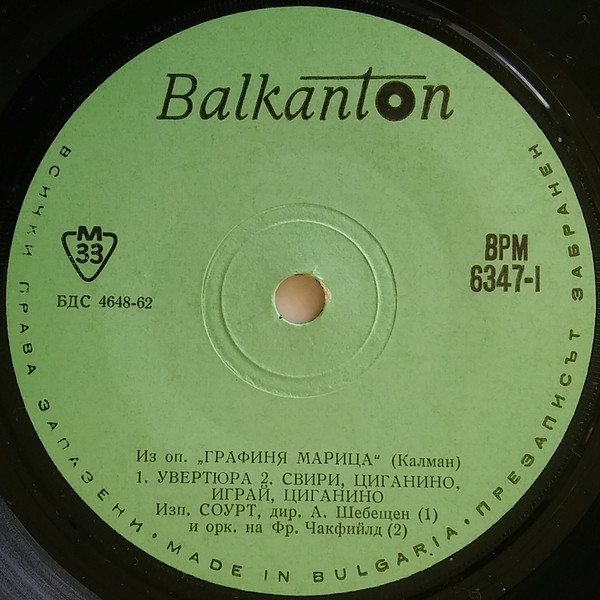 Balkanton
ВСИЧКИ ПРАВА ЗАПАЗЕНИ • MADE IN BULGARIA • ПРЕЗАПИСЪТ ЗАБРАНЕН
М
33
БДС 4648-62
ВРМ
6347-I
Из оп. „ГРАФИНЯ МАРИЦА“ (Калман)
1. УВЕРТЮРА 2. СВИРИ, ЦИГАНИНО,
ИГРАЙ, ЦИГАНИНО
Изп. СОУРТ, дир. А. Шебещен (1)
и орк. на Фр. Чакфийлд (2)